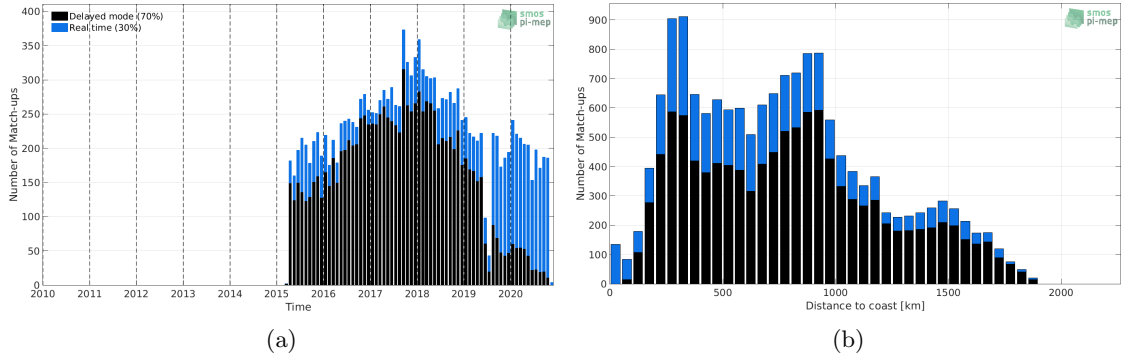 Delayed mode (70%)
Real time (30%)
smos
pi-mep
400
350
300
250
200
150
100
50
0
Number of Match-ups
2010 2011 2012 2013 2014 2015 2016 2017 2018 2019 2020
Time
(a)
smos
pi-mep
900
800
700
600
500
400
300
200
100
0
Number of Match-ups
0 500 1000 1500 2000
Distance to coast [km]
(b)